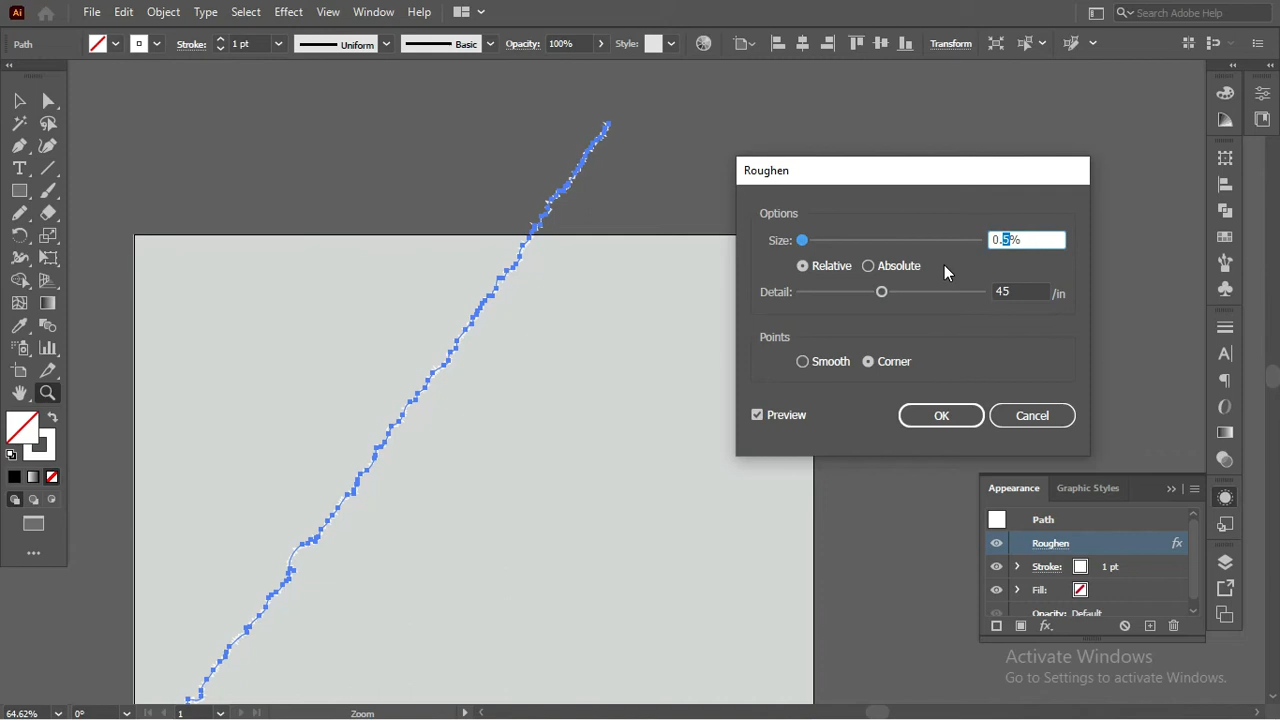 Ai File Edit Object Type Select Effect View Window Help Search Adobe Help
Path Stroke: 1 pt Uniform Basic Opacity: 100% Style: Transform
Roughen
Options
Size: 0.5%
Relative Absolute
Detail: 45 /in
Points
Smooth Corner
Preview OK Cancel
Appearance Graphic Styles
Path
Roughen fx
Stroke: 1 pt
Fill:
Opacity: Default
fx.
Activate Windows
Go to Settings to activate Windows.
64.62% 0° 1 Zoom